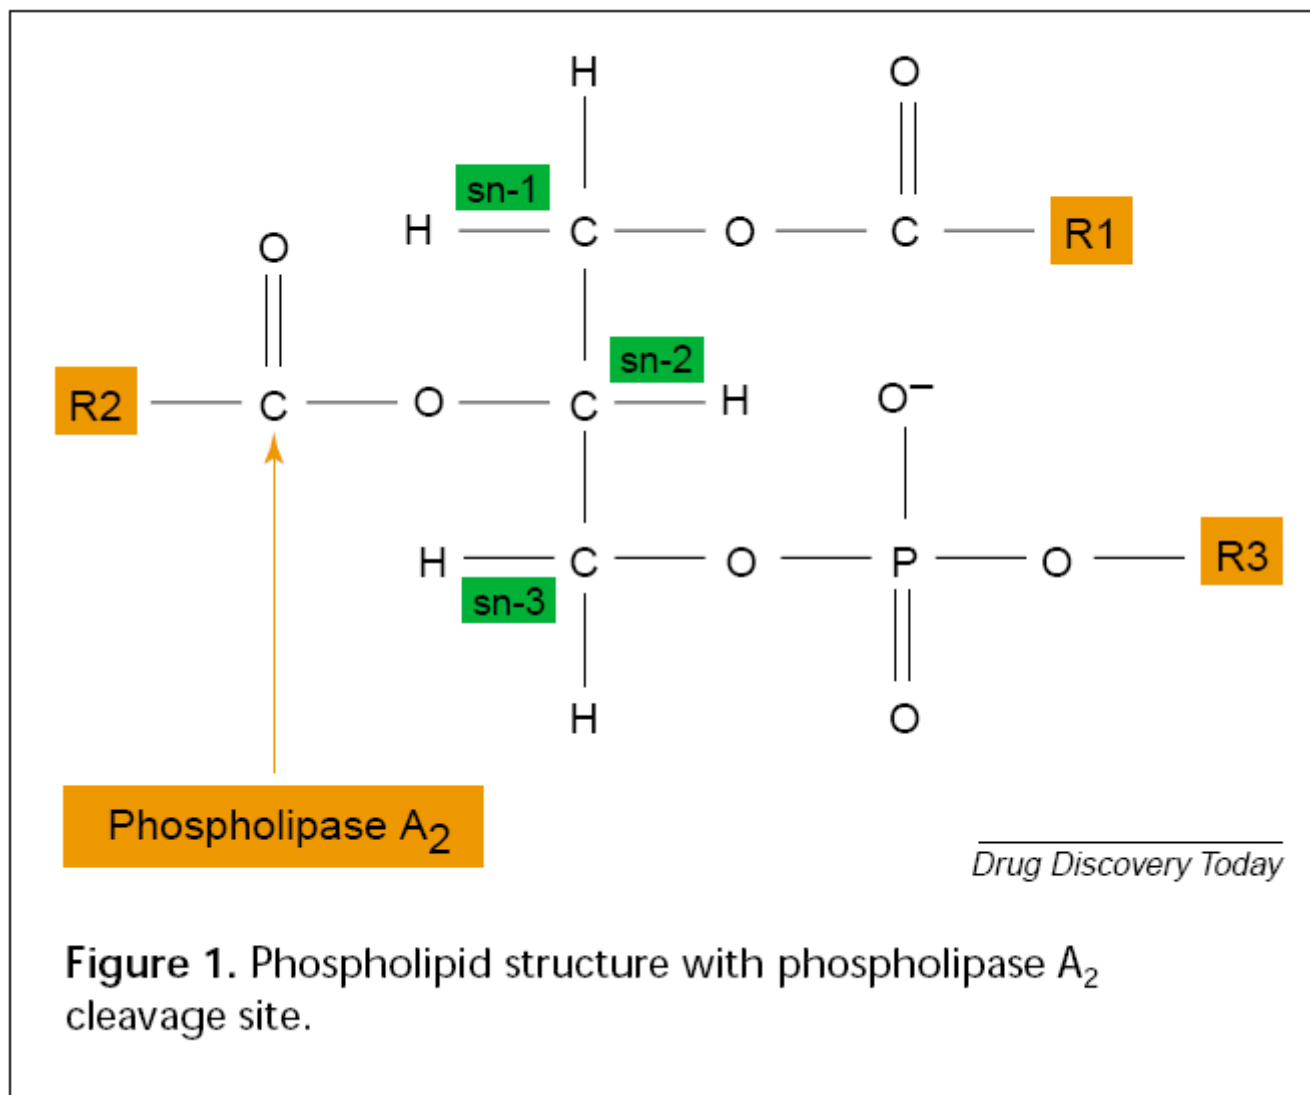 H O
sn-1
H C O C R1
O
sn-2
R2 C O C H O–
H C O P O R3
sn-3
H O
Phospholipase A2
Drug Discovery Today
Figure 1. Phospholipid structure with phospholipase A2
cleavage site.